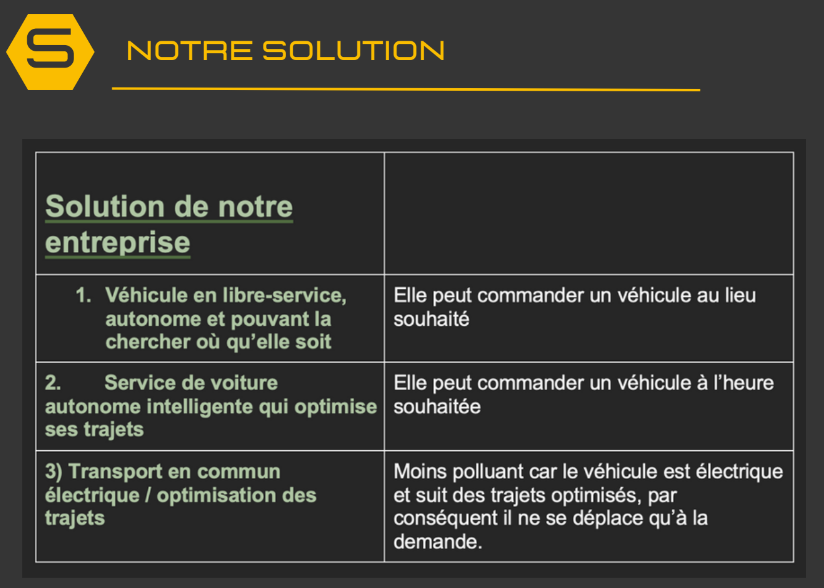 S
NOTRE SOLUTION
Solution de notre
entreprise
1. Véhicule en libre-service,
autonome et pouvant la
chercher où qu’elle soit
Elle peut commander un véhicule au lieu
souhaité
2. Service de voiture
autonome intelligente qui optimise
ses trajets
Elle peut commander un véhicule à l’heure
souhaitée
3) Transport en commun
électrique / optimisation des
trajets
Moins polluant car le véhicule est électrique
et suit des trajets optimisés, par
conséquent il ne se déplace qu’à la
demande.